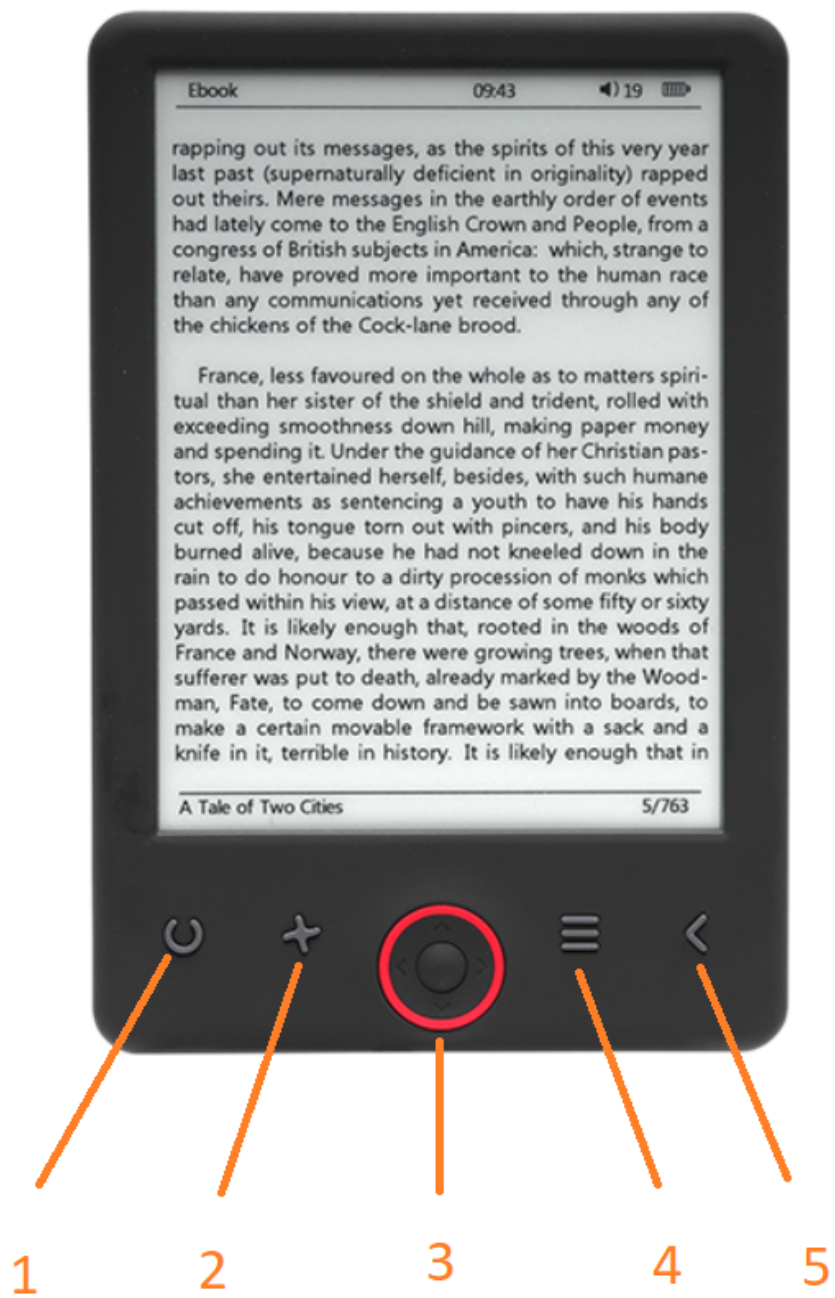 Ebook 09:43 19
rapping out its messages, as the spirits of this very year
last past (supernaturally deficient in originality) rapped
out theirs. Mere messages in the earthly order of events
had lately come to the English Crown and People, from a
congress of British subjects in America: which, strange to
relate, have proved more important to the human race
than any communications yet received through any of
the chickens of the Cock-lane brood.
France, less favoured on the whole as to matters spiri-
tual than her sister of the shield and trident, rolled with
exceeding smoothness down hill, making paper money
and spending it. Under the guidance of her Christian pas-
tors, she entertained herself, besides, with such humane
achievements as sentencing a youth to have his hands
cut off, his tongue torn out with pincers, and his body
burned alive, because he had not kneeled down in the
rain to do honour to a dirty procession of monks which
passed within his view, at a distance of some fifty or sixty
yards. It is likely enough that, rooted in the woods of
France and Norway, there were growing trees, when that
sufferer was put to death, already marked by the Wood-
man, Fate, to come down and be sawn into boards, to
make a certain movable framework with a sack and a
knife in it, terrible in history. It is likely enough that in
A Tale of Two Cities 5/763
1 2 3 4 5